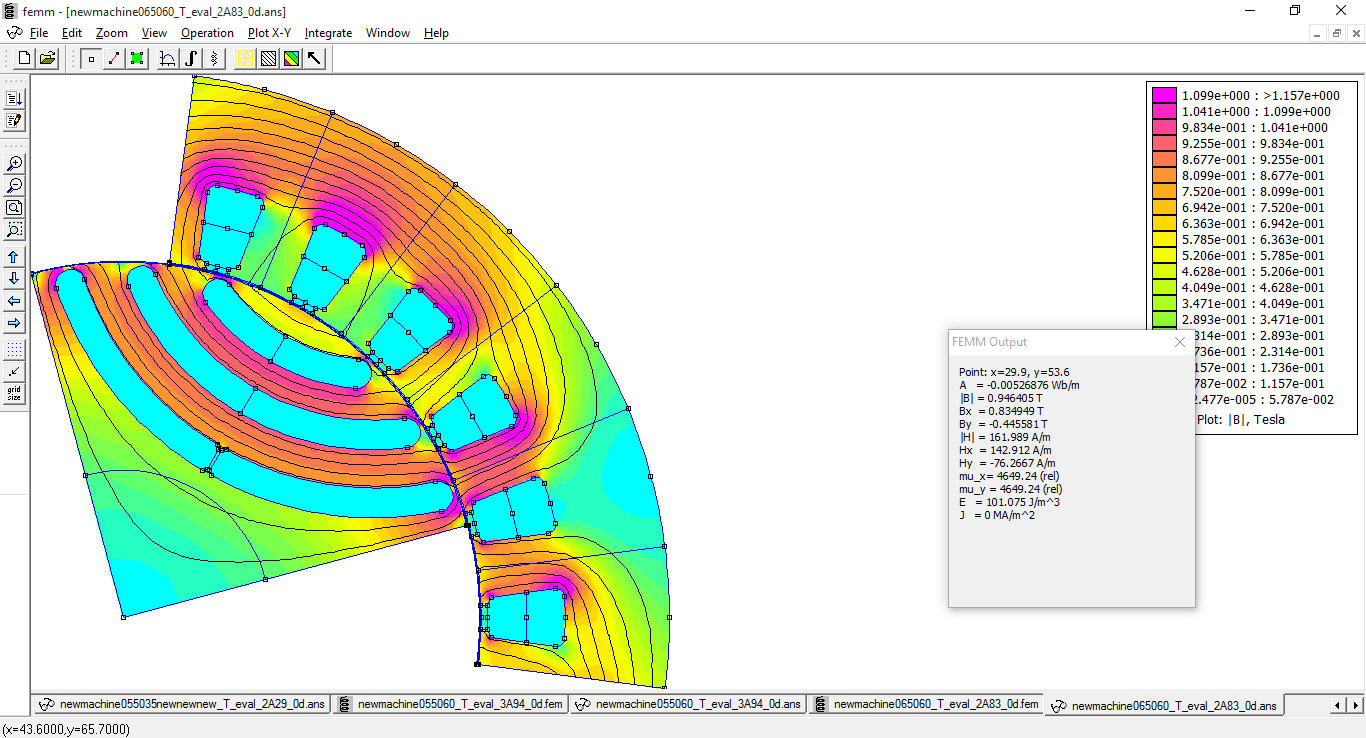 femm - [newmachine065060_T_eval_2A83_0d.ans]
File Edit Zoom View Operation Plot X-Y Integrate Window Help
grid
size
1.099e+000 : >1.157e+000
1.041e+000 : 1.099e+000
9.834e-001 : 1.041e+000
9.255e-001 : 9.834e-001
8.677e-001 : 9.255e-001
8.099e-001 : 8.677e-001
7.520e-001 : 8.099e-001
6.942e-001 : 7.520e-001
6.363e-001 : 6.942e-001
5.785e-001 : 6.363e-001
5.206e-001 : 5.785e-001
4.628e-001 : 5.206e-001
4.049e-001 : 4.628e-001
3.471e-001 : 4.049e-001
2.893e-001 : 3.471e-001
314e-001 : 2.893e-001
736e-001 : 2.314e-001
157e-001 : 1.736e-001
787e-002 : 1.157e-001
2.477e-005 : 5.787e-002
Plot: |B|, Tesla
FEMM Output
Point: x=29.9, y=53.6
A = -0.00526876 Wb/m
|B| = 0.946405 T
Bx = 0.834949 T
By = -0.445581 T
|H| = 161.989 A/m
Hx = 142.912 A/m
Hy = -76.2667 A/m
mu_x= 4649.24 (rel)
mu_y = 4649.24 (rel)
E = 101.075 J/m^3
J = 0 MA/m^2
newmachine055035newnewnew_T_eval_2A29_0d.ans newmachine055060_T_eval_3A94_0d.fem newmachine055060_T_eval_3A94_0d.ans newmachine065060_T_eval_2A83_0d.fem newmachine065060_T_eval_2A83_0d.ans
(x=43.6000,y=65.7000)